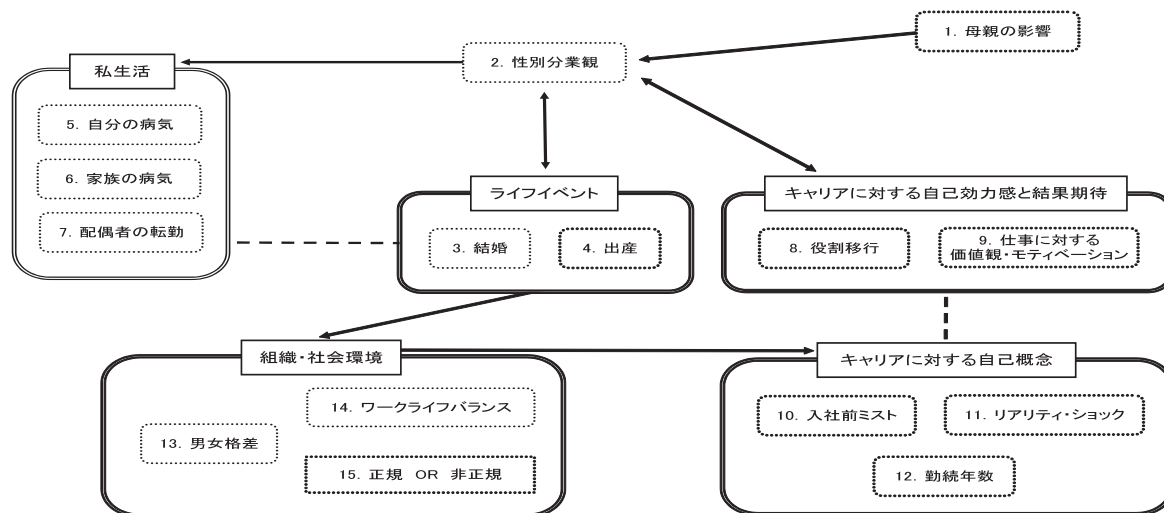 1. 母親の影響
2. 性別分業観
私生活
5. 自分の病気
6. 家族の病気
7. 配偶者の転勤
ライフイベント
3. 結婚
4. 出産
キャリアに対する自己効力感と結果期待
8. 役割移行
9. 仕事に対する
価値観・モティベーション
組織・社会環境
14. ワークライフバランス
13. 男女格差
15. 正規 OR 非正規
キャリアに対する自己概念
10. 入社前ミスト
11. リアリティ・ショック
12. 勤続年数